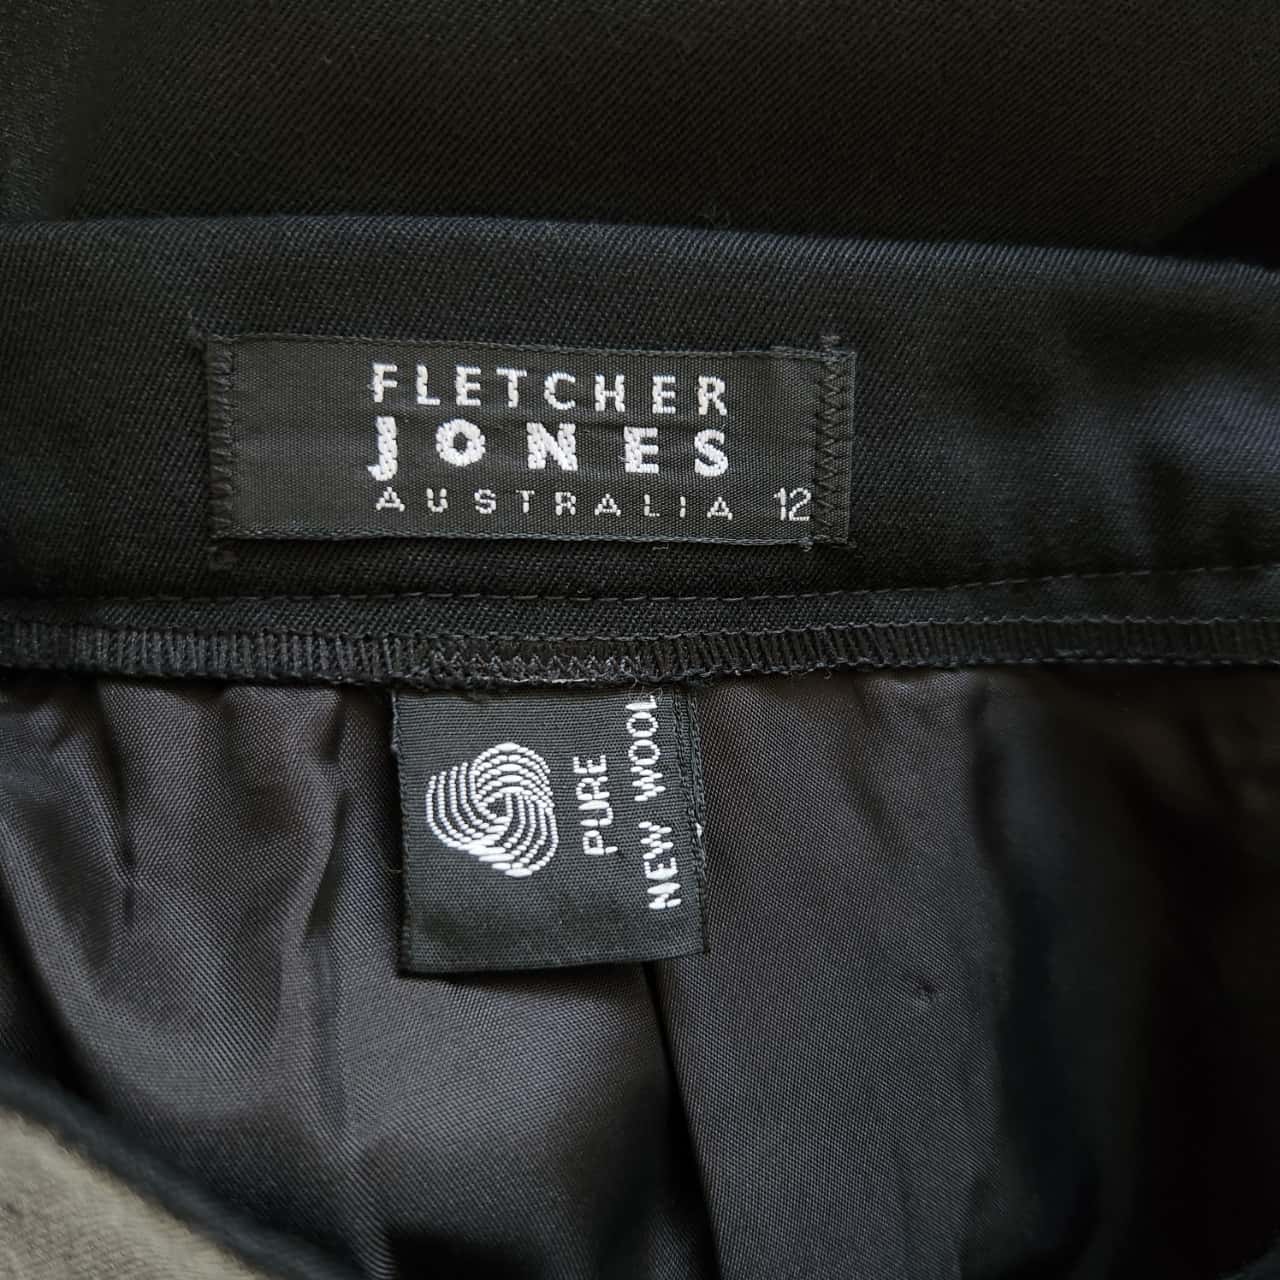 FLETCHER
JONES
AUSTRALIA 12
PURE
NEW WOOL